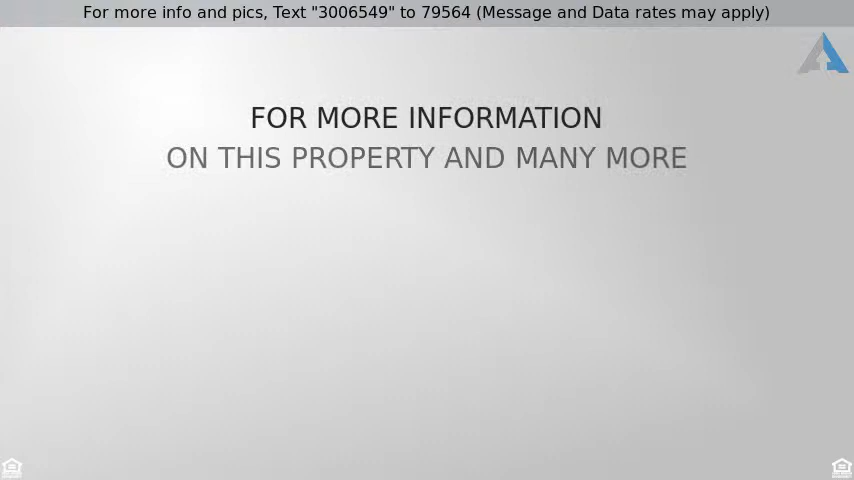 For more info and pics, Text "3006549" to 79564 (Message and Data rates may apply)
FOR MORE INFORMATION
ON THIS PROPERTY AND MANY MORE